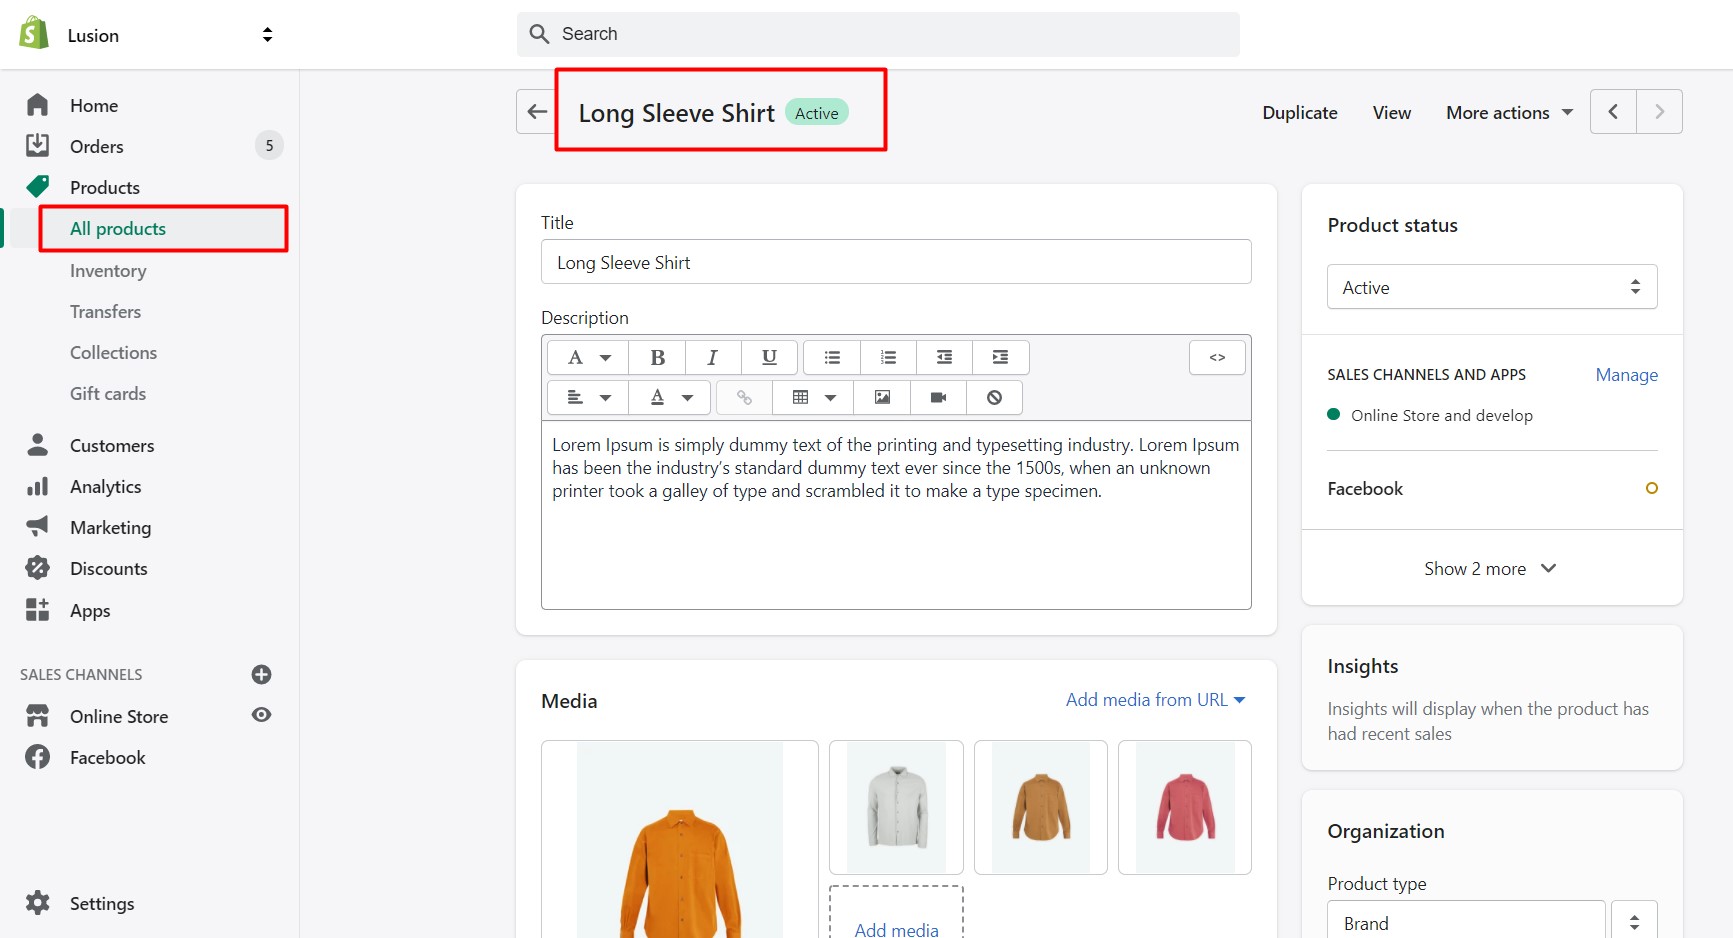 Lusion
Search
Home
Orders 5
Products
All products
Inventory
Transfers
Collections
Gift cards
Customers
Analytics
Marketing
Discounts
Apps
SALES CHANNELS
Online Store
Facebook
Settings
Long Sleeve Shirt Active
Duplicate View More actions
Title
Long Sleeve Shirt
Description
A B I U <>
A
Lorem Ipsum is simply dummy text of the printing and typesetting industry. Lorem Ipsum
has been the industry’s standard dummy text ever since the 1500s, when an unknown
printer took a galley of type and scrambled it to make a type specimen.
Media Add media from URL
Add media
Product status
Active
SALES CHANNELS AND APPS Manage
Online Store and develop
Facebook
Show 2 more
Insights
Insights will display when the product has
had recent sales
Organization
Product type
Brand